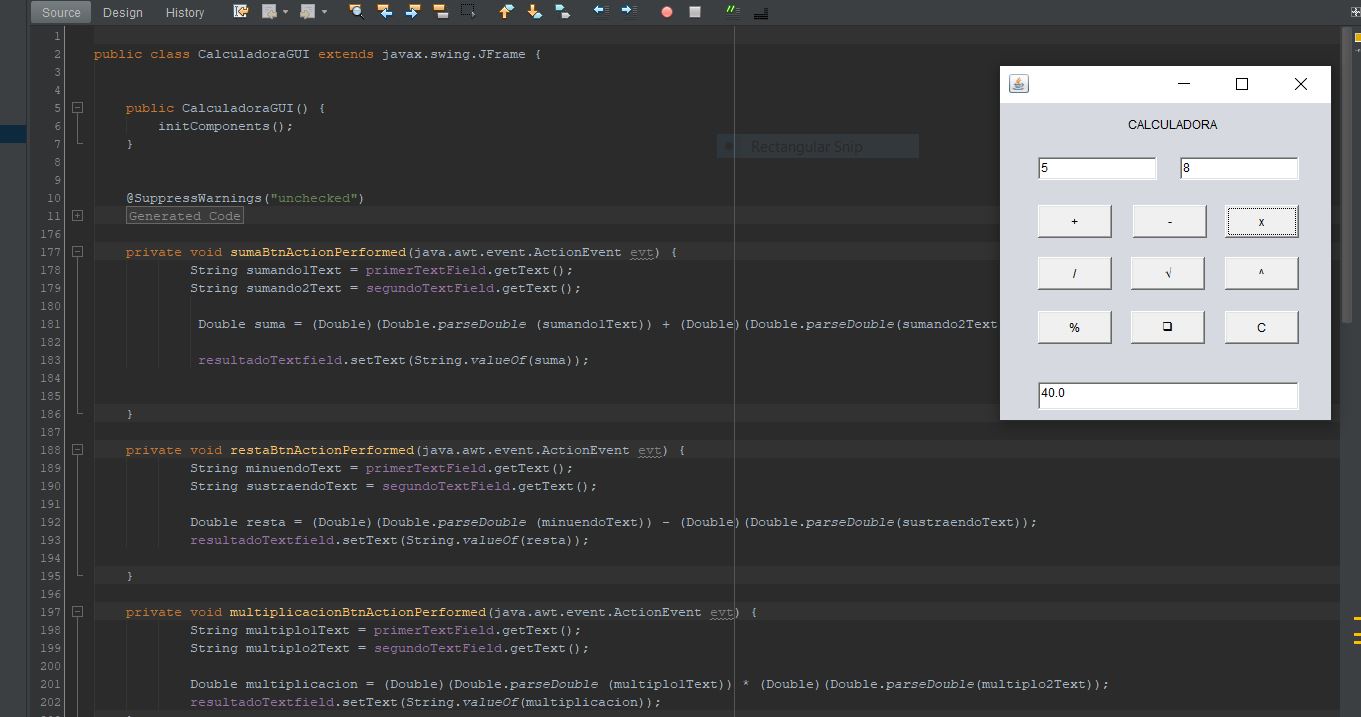 Source Design History
1
2 public class CalculadoraGUI extends javax.swing.JFrame {
3
4
5 public CalculadoraGUI() {
6 initComponents();
7 }
8
9
10 @SuppressWarnings("unchecked")
11 Generated Code
176
177 private void sumaBtnActionPerformed(java.awt.event.ActionEvent evt) {
178 String sumando1Text = primerTextField.getText();
179 String sumando2Text = segundoTextField.getText();
180
181 Double suma = (Double)(Double.parseDouble (sumando1Text)) + (Double)(Double.parseDouble(sumando2Text
182
183 resultadoTextfield.setText(String.valueOf(suma));
184
185
186 }
187
188 private void restaBtnActionPerformed(java.awt.event.ActionEvent evt) {
189 String minuendoText = primerTextField.getText();
190 String sustraendoText = segundoTextField.getText();
191
192 Double resta = (Double)(Double.parseDouble (minuendoText)) - (Double)(Double.parseDouble(sustraendoText));
193 resultadoTextfield.setText(String.valueOf(resta));
194
195 }
196
197 private void multiplicacionBtnActionPerformed(java.awt.event.ActionEvent evt) {
198 String multiplo1Text = primerTextField.getText();
199 String multiplo2Text = segundoTextField.getText();
200
201 Double multiplicacion = (Double)(Double.parseDouble (multiplo1Text)) * (Double)(Double.parseDouble(multiplo2Text));
202 resultadoTextfield.setText(String.valueOf(multiplicacion));
Rectangular Snip
CALCULADORA
5 8
+ - x
/ √ ^
% ❑ C
40.0